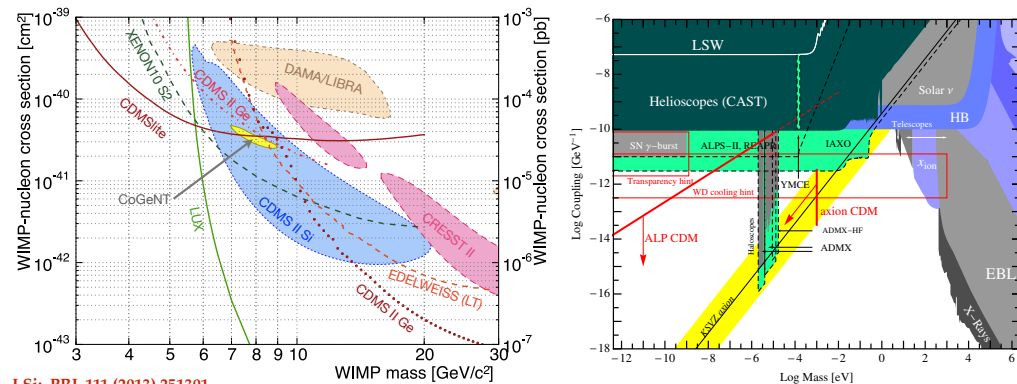 WIMP-nucleon cross section [cm²]
10⁻³⁹
10⁻⁴⁰
10⁻⁴¹
10⁻⁴²
10⁻⁴³
XENON10 S2
CDMS II Ge
DAMA/LIBRA
CDMSlite
CoGeNT
LUX
CDMS II Si
CRESST II
EDELWEISS (LT)
CDMS II Ge
3 4 5 6 7 8 9 10 20 30
WIMP mass [GeV/c²]
10⁻³
10⁻⁴
10⁻⁵
10⁻⁶
10⁻⁷
WIMP-nucleon cross section [pb]
LSi: PRL 111 (2013) 251301
Log Coupling [GeV⁻¹]
-6
-8
-10
-12
-14
-16
-18
LSW
Helioscopes (CAST)
Solar ν
HB
Telescopes
SN γ-burst
ALPS-II, REAPR
IAXO
x_ion
Transparency hint
YMCE
WD cooling hint
axion CDM
ALP CDM
Haloscopes
ADMX-HF
ADMX
EBL
X-Rays
KSVZ axion
-12 -10 -8 -6 -4 -2 0 2 4 6
Log Mass [eV]